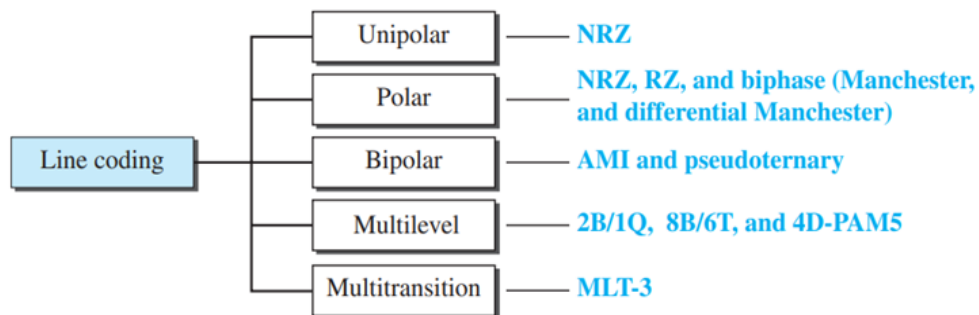 Unipolar
NRZ
Polar
NRZ, RZ, and biphase (Manchester,
and differential Manchester)
Line coding
Bipolar
AMI and pseudoternary
Multilevel
2B/1Q, 8B/6T, and 4D-PAM5
Multitransition
MLT-3